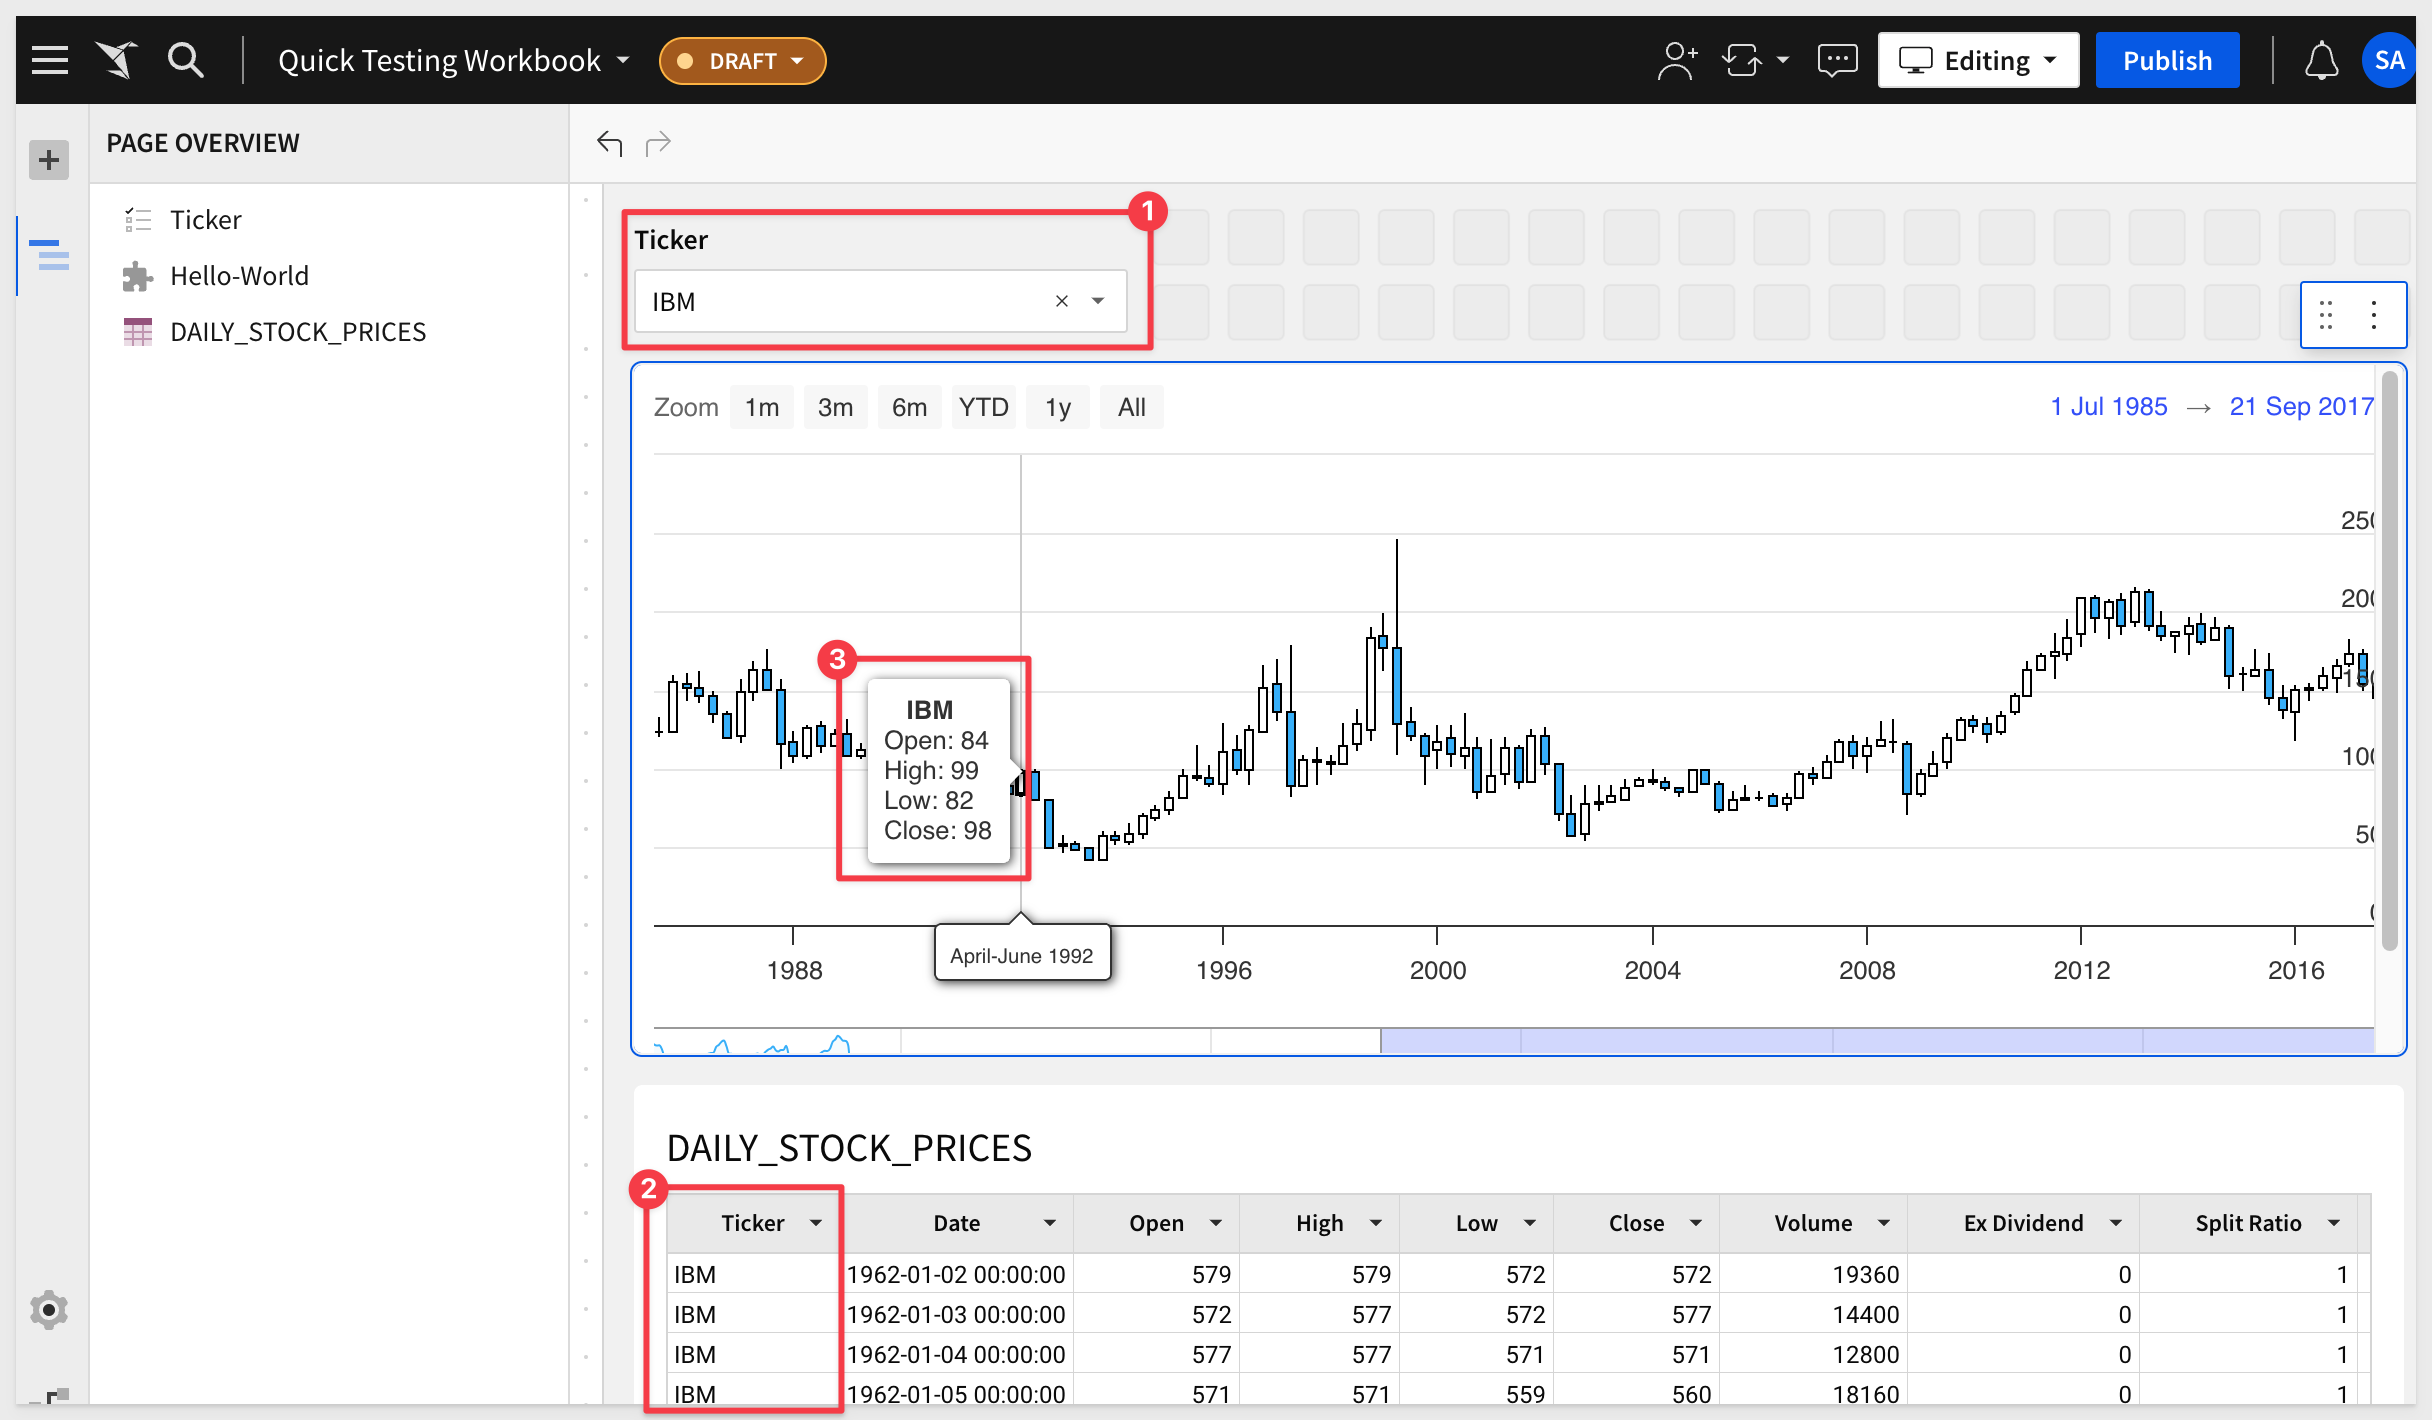 Quick Testing Workbook
DRAFT
Editing
Publish
SA
PAGE OVERVIEW
Ticker
Hello-World
DAILY_STOCK_PRICES
1
Ticker
IBM
Zoom 1m 3m 6m YTD 1y All
1 Jul 1985 → 21 Sep 2017
250
200
150
100
50
0
3
IBM
Open: 84
High: 99
Low: 82
Close: 98
April-June 1992
1988 1996 2000 2004 2008 2012 2016
DAILY_STOCK_PRICES
2
Ticker Date Open High Low Close Volume Ex Dividend Split Ratio
IBM 1962-01-02 00:00:00 579 579 572 572 19360 0 1
IBM 1962-01-03 00:00:00 572 577 572 577 14400 0 1
IBM 1962-01-04 00:00:00 577 577 571 571 12800 0 1
IBM 1962-01-05 00:00:00 571 571 559 560 18160 0 1